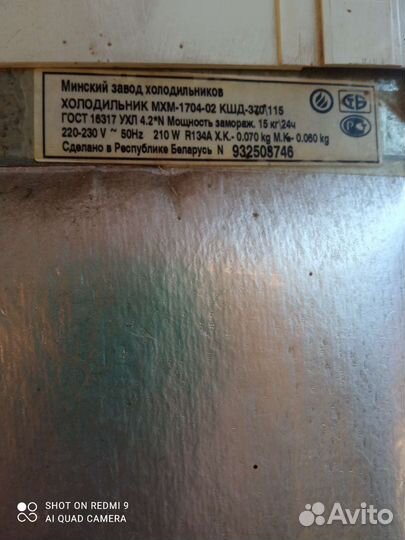 Минский завод холодильников
ХОЛОДИЛЬНИК МХМ-1704-02 КШД-370\115
ГОСТ 16317 УХЛ 4.2*N Мощность замораж. 15 кг\24ч
220-230 V ~ 50Hz 210 W R134A Х.К.- 0.070 kg М.К.- 0.060 kg
Сделано в Республике Беларусь N 932508746
SHOT ON REDMI 9
AI QUAD CAMERA
Avito